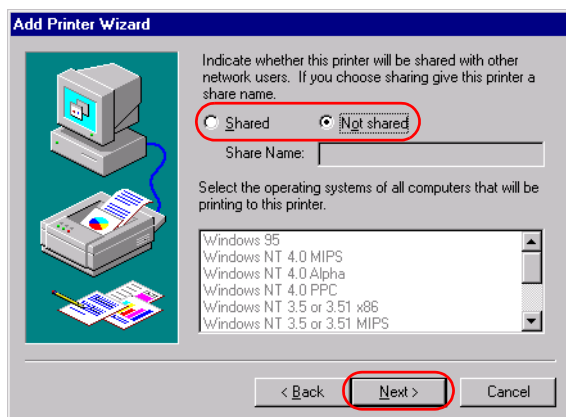 Add Printer Wizard
Indicate whether this printer will be shared with other
network users. If you choose sharing give this printer a
share name.
Shared Not shared
Share Name:
Select the operating systems of all computers that will be
printing to this printer.
Windows 95
Windows NT 4.0 MIPS
Windows NT 4.0 Alpha
Windows NT 4.0 PPC
Windows NT 3.5 or 3.51 x86
Windows NT 3.5 or 3.51 MIPS
< Back Next > Cancel